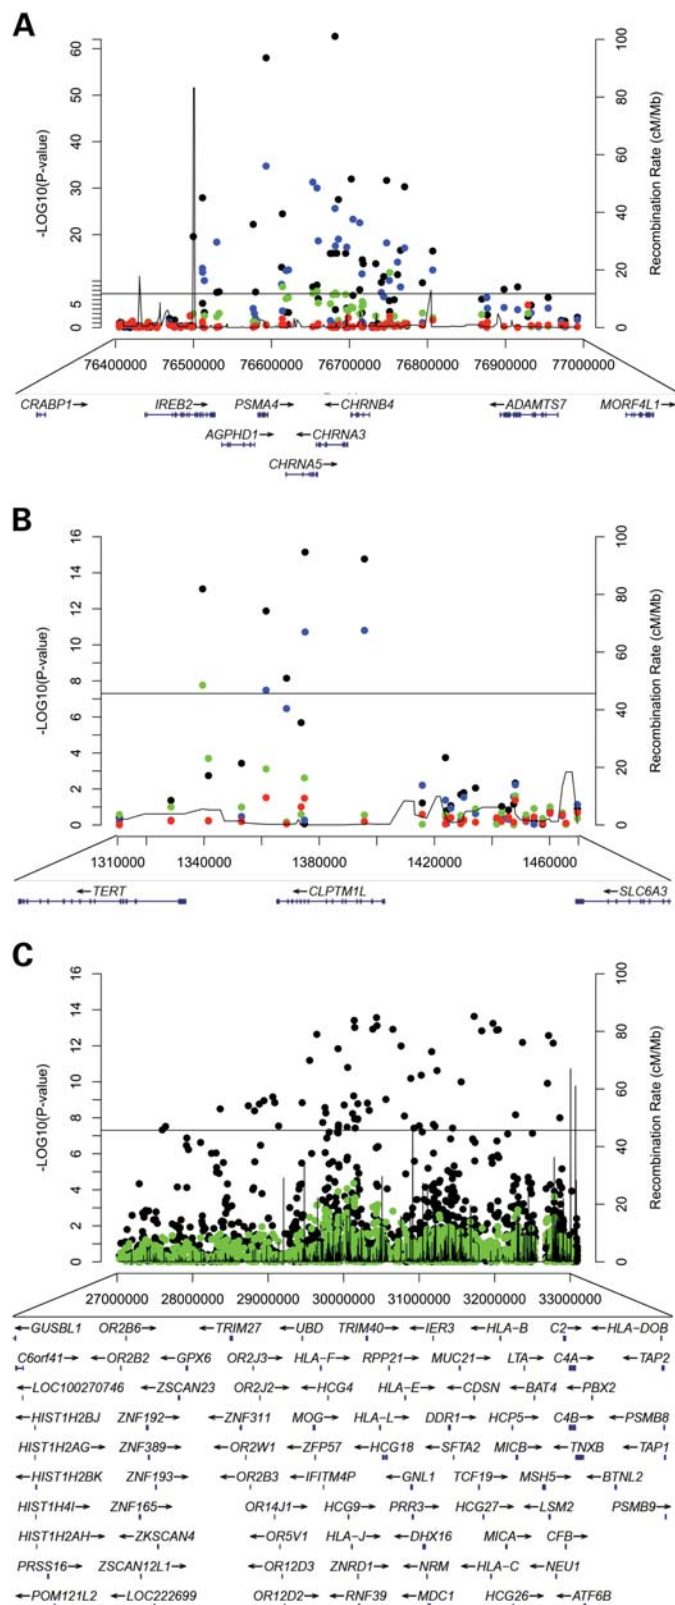 A
60
50
40
30
20
5
0
-LOG10(P-value)
100
80
60
40
20
0
Recombination Rate (cM/Mb)
76400000 76500000 76600000 76700000 76800000 76900000 77000000
CRABP1→ IREB2→ PSMA4→ ←CHRNB4 ←ADAMTS7 MORF4L1→
AGPHD1→ ←CHRNA3
CHRNA5→
B
16
14
12
10
8
6
4
2
0
-LOG10(P-value)
100
80
60
40
20
0
Recombination Rate (cM/Mb)
1310000 1340000 1380000 1420000 1460000
←TERT ←CLPTM1L ←SLC6A3
C
16
14
12
10
8
6
4
2
0
-LOG10(P-value)
100
80
60
40
20
0
Recombination Rate (cM/Mb)
27000000 28000000 29000000 30000000 31000000 32000000 33000000
←GUSBL1 OR2B6→ ←TRIM27 ←UBD TRIM40→ ←IER3 ←HLA-B C2→ ←HLA-DOB
C6orf41→ ←OR2B2 ←GPX6 OR2J3→ HLA-F→ RPP21→ MUC21→ LTA→ C4A→ ←TAP2
←LOC100270746 ←ZSCAN23 OR2J2→ ←HCG4 HLA-E→ ←CDSN ←BAT4 ←PBX2
←HIST1H2BJ ZNF192→ ←ZNF311 MOG→ HLA-L→ DDR1→ HCP5→ C4B→ ←PSMB8
HIST1H2AG→ ZNF389→ ←OR2W1 ←ZFP57 ←HCG18 ←SFTA2 MICB→ ←TNXB ←TAP1
←HIST1H2BK ZNF193→ ←OR2B3 ←IFITM4P ←GNL1 TCF19→ MSH5→ ←BTNL2
HIST1H4I→ ZNF165→ OR14J1→ HCG9→ PRR3→ HCG27→ ←LSM2 PSMB9→
HIST1H2AH→ ←ZKSCAN4 ←OR5V1 HLA-J→ ←DHX16 MICA→ CFB→
PRSS16→ ZSCAN12L1→ ←OR12D3 ZNRD1→ ←NRM ←HLA-C ←NEU1
←POM121L2 ←LOC222699 OR12D2→ ←RNF39 ←MDC1 HCG26→ ←ATF6B